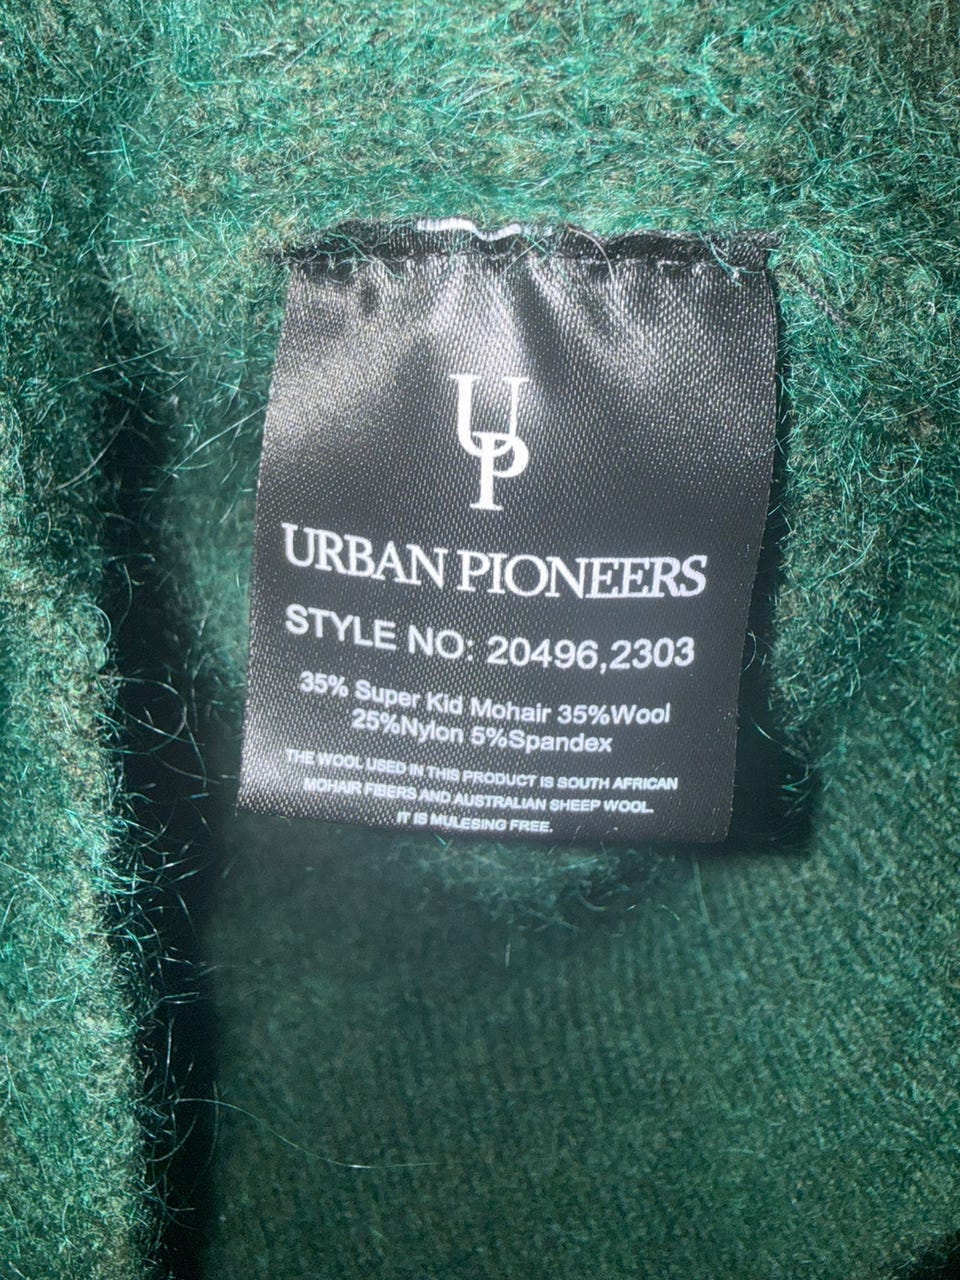 UP
URBAN PIONEERS
STYLE NO: 20496,2303
35% Super Kid Mohair 35%Wool
25%Nylon 5%Spandex
THE WOOL USED IN THIS PRODUCT IS SOUTH AFRICAN
MOHAIR FIBERS AND AUSTRALIAN SHEEP WOOL.
IT IS MULESING FREE.